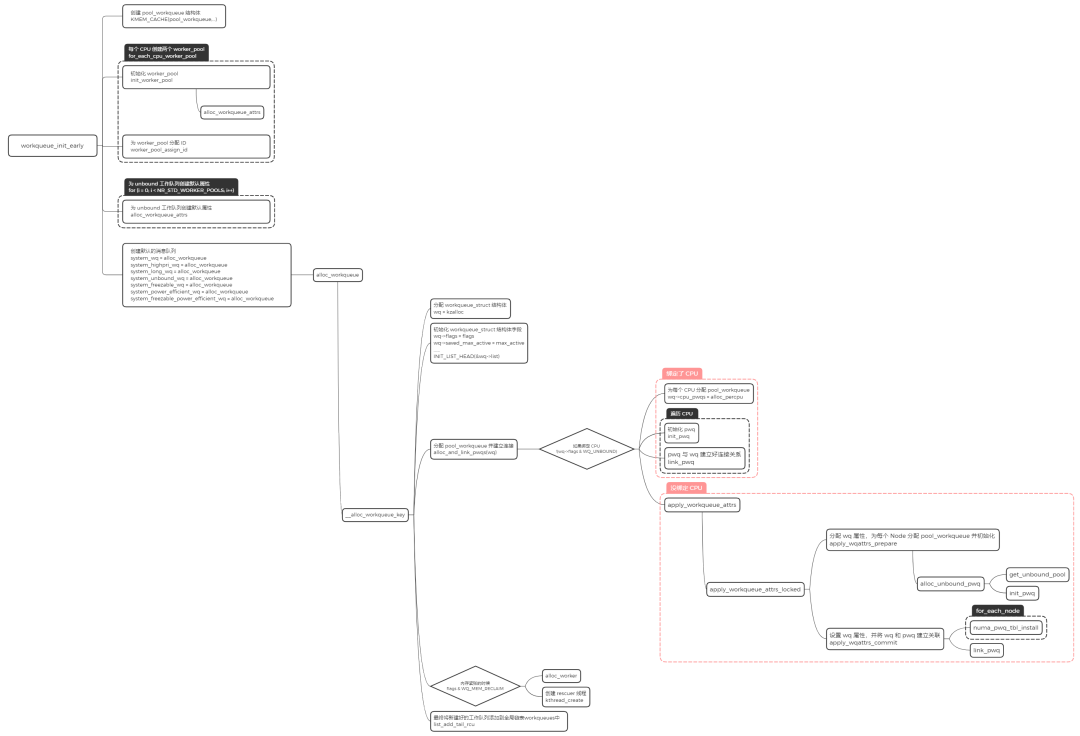 创建 pool_workqueue 结构体
KMEM_CACHE(pool_workqueue...)
每个 CPU 创建两个 worker_pool
for_each_cpu_worker_pool
初始化 worker_pool
init_worker_pool
alloc_workqueue_attrs
workqueue_init_early
为 worker_pool 分配 ID
worker_pool_assign_id
为 unbound 工作队列创建默认属性
for (i = 0; i < NR_STD_WORKER_POOLS; i++)
为 unbound 工作队列创建默认属性
alloc_workqueue_attrs
创建默认的消息队列
system_wq = alloc_workqueue
system_highpri_wq = alloc_workqueue
system_long_wq = alloc_workqueue
system_unbound_wq = alloc_workqueue
system_freezable_wq = alloc_workqueue
system_power_efficient_wq = alloc_workqueue
system_freezable_power_efficient_wq = alloc_workqueue
alloc_workqueue
分配 workqueue_struct 结构体
wq = kzalloc
初始化 workqueue_struct 结构体字段
wq->flags = flags
wq->saved_max_active = max_active
......
INIT_LIST_HEAD(&wq->list)
绑定了 CPU
为每个 CPU 分配 pool_workqueue
wq->cpu_pwqs = alloc_percpu
遍历 CPU
初始化 pwq
init_pwq
pwq 与 wq 建立好连接关系
link_pwq
分配 pool_workqueue 并建立连接
alloc_and_link_pwqs(wq)
如果绑定 CPU
!(wq->flags & WQ_UNBOUND)
没绑定 CPU
apply_workqueue_attrs
__alloc_workqueue_key
分配 wq 属性，为每个 Node 分配 pool_workqueue 并初始化
apply_wqattrs_prepare
get_unbound_pool
alloc_unbound_pwq
init_pwq
apply_workqueue_attrs_locked
for_each_node
numa_pwq_tbl_install
设置 wq 属性，并将 wq 和 pwq 建立关联
apply_wqattrs_commit
link_pwq
alloc_worker
flags & WQ_MEM_RECLAIM
创建 rescuer 线程
kthread_create
最终将新建好的工作队列添加到全局链表workqueues中
list_add_tail_rcu